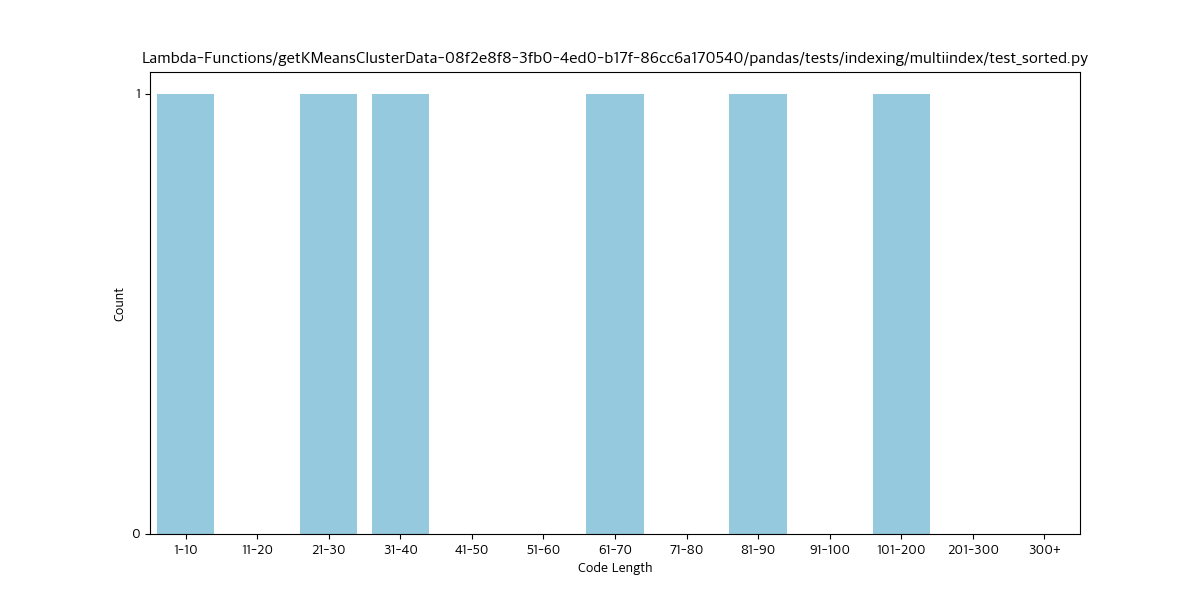 Lambda-Functions/getKMeansClusterData-08f2e8f8-3fb0-4ed0-b17f-86cc6a170540/pandas/tests/indexing/multiindex/test_sorted.py
1
Count
0
1-10 11-20 21-30 31-40 41-50 51-60 61-70 71-80 81-90 91-100 101-200 201-300 300+
Code Length